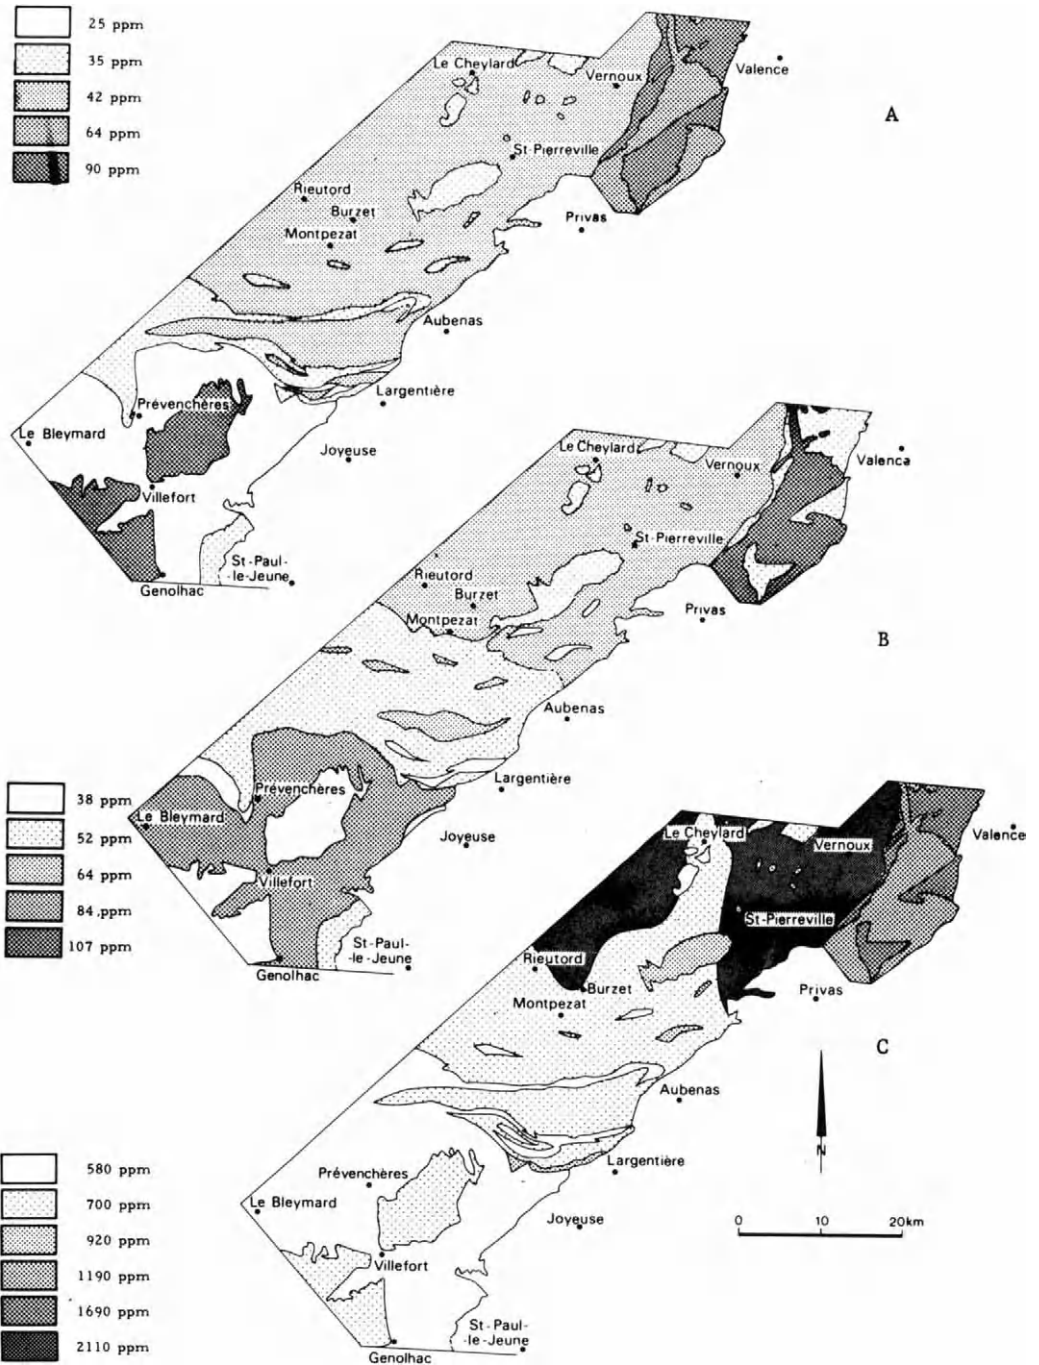 25 ppm
35 ppm
42 ppm
64 ppm
90 ppm
Le Cheylard
Vernoux
Valence
A
St-Pierreville
Rieutord
Burzet
Montpezat
Privas
Aubenas
Prévenchères
Largentière
Le Bleymard
Joyeuse
Villefort
St-Paul-
-le-Jeune
Genolhac
Le Cheylard
Vernoux
Valenca
St-Pierreville
Rieutord
Burzet
Montpezat
Privas
B
Aubenas
38 ppm
52 ppm
64 ppm
84 ,ppm
107 ppm
Prévenchères
Largentière
Le Bleymard
Joyeuse
Villefort
St-Paul-
-le-Jeune
Genolhac
Le Cheylard
Vernoux
Valence
St-Pierreville
Rieutord
Burzet
Montpezat
Privas
C
Aubenas
N
580 ppm
700 ppm
920 ppm
1190 ppm
1690 ppm
2110 ppm
Prévenchères
Largentière
Le Bleymard
Joyeuse
0 10 20km
Villefort
St-Paul-
-le-Jeune
Genolhac